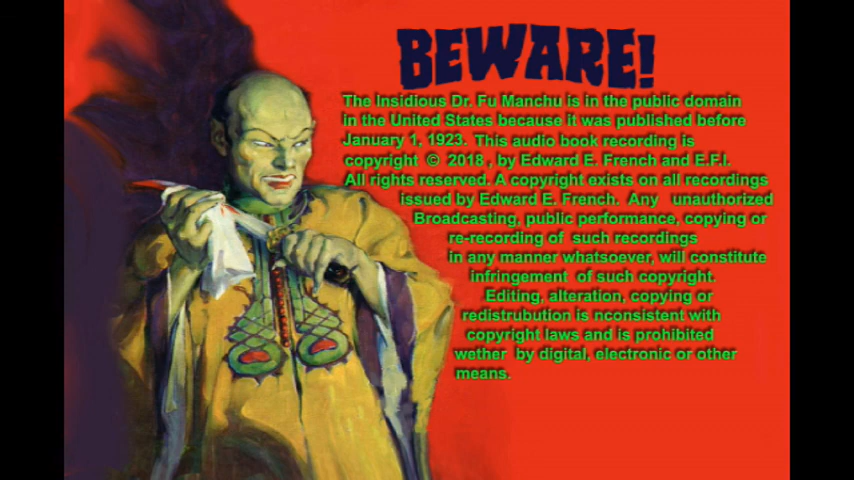 BEWARE!
The Insidious Dr. Fu Manchu is in the public domain
in the United States because it was published before
January 1, 1923. This audio book recording is
copyright © 2018 , by Edward E. French and E.F.I.
All rights reserved. A copyright exists on all recordings
issued by Edward E. French. Any unauthorized
Broadcasting, public performance, copying or
re-recording of such recordings
in any manner whatsoever, will constitute
infringement of such copyright.
Editing, alteration, copying or
redistrubution is nconsistent with
copyright laws and is prohibited
wether by digital, electronic or other
means.